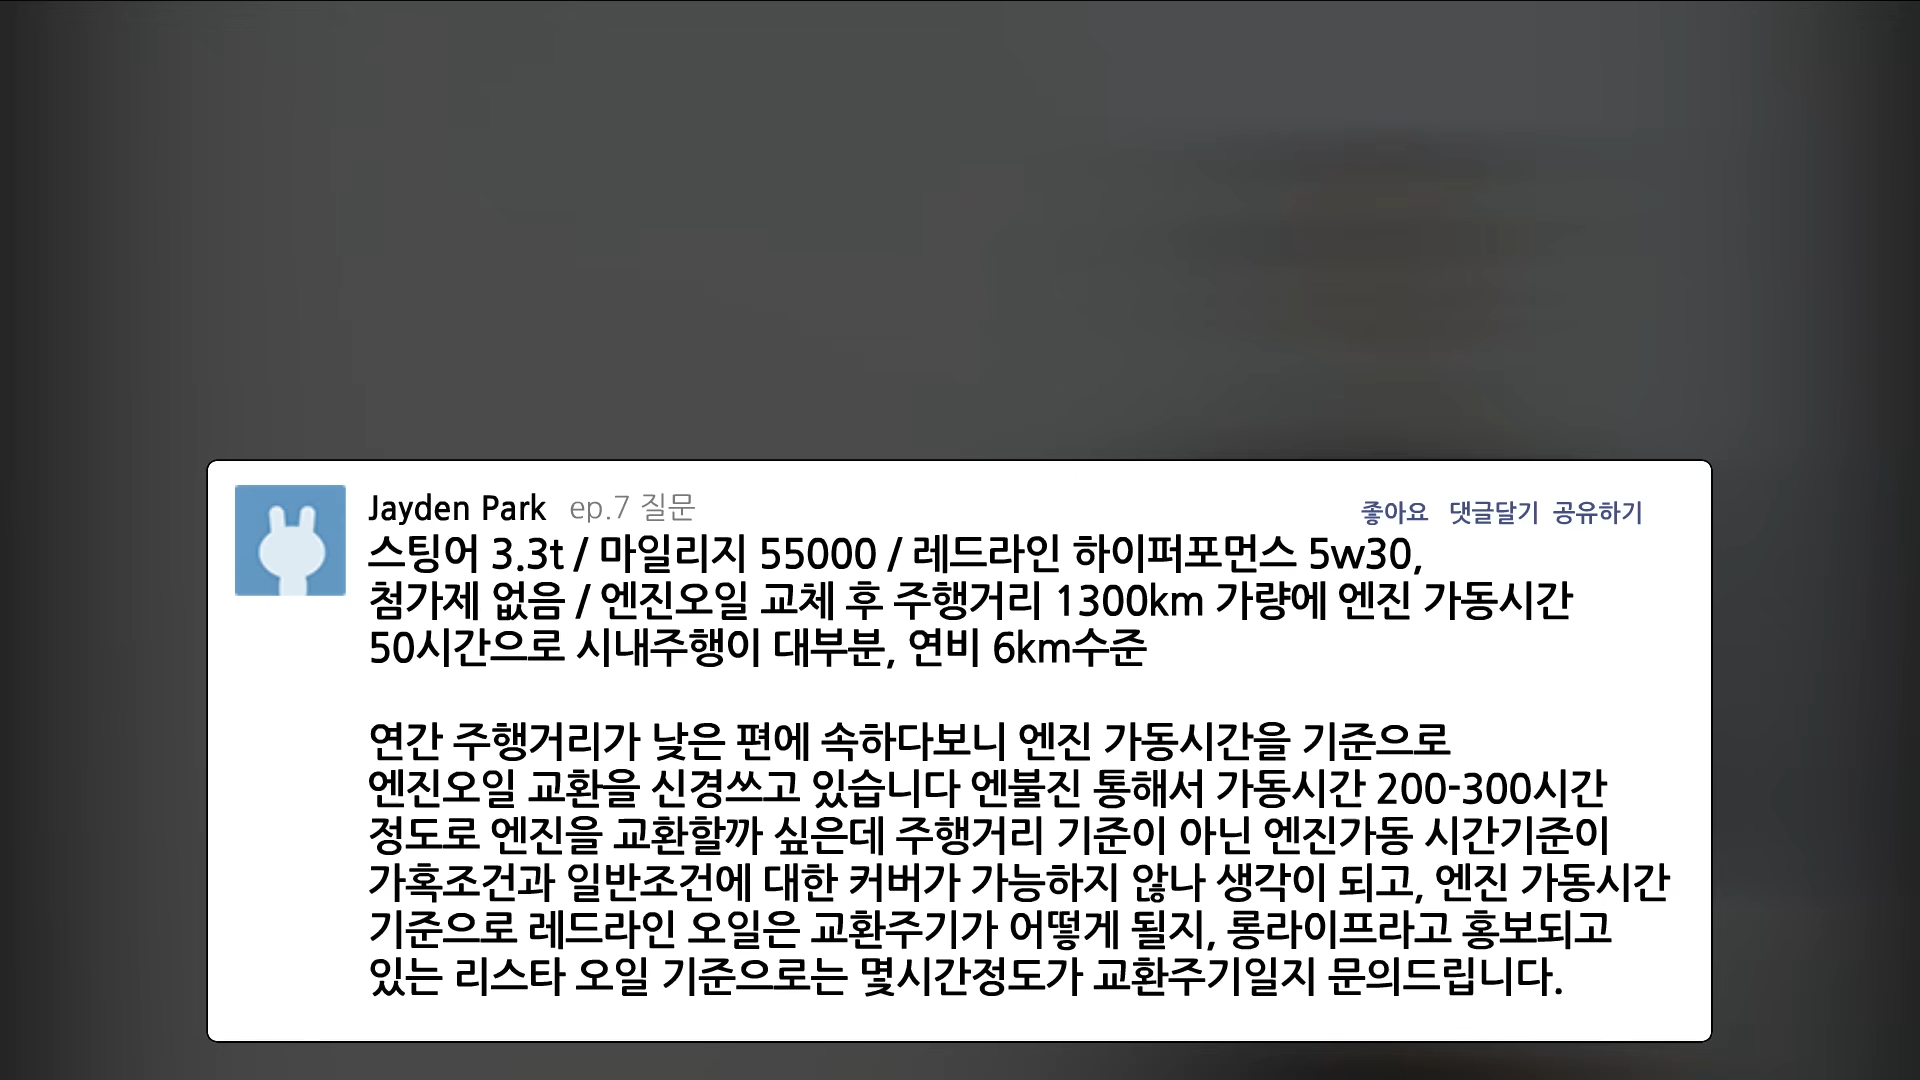 Jayden Park ep.7 질문 좋아요 댓글달기 공유하기
스팅어 3.3t / 마일리지 55000 / 레드라인 하이퍼포먼스 5w30,
첨가제 없음 / 엔진오일 교체 후 주행거리 1300km 가량에 엔진 가동시간
50시간으로 시내주행이 대부분, 연비 6km수준
연간 주행거리가 낮은 편에 속하다보니 엔진 가동시간을 기준으로
엔진오일 교환을 신경쓰고 있습니다 엔불진 통해서 가동시간 200-300시간
정도로 엔진을 교환할까 싶은데 주행거리 기준이 아닌 엔진가동 시간기준이
가혹조건과 일반조건에 대한 커버가 가능하지 않나 생각이 되고, 엔진 가동시간
기준으로 레드라인 오일은 교환주기가 어떻게 될지, 롱라이프라고 홍보되고
있는 리스타 오일 기준으로는 몇시간정도가 교환주기일지 문의드립니다.